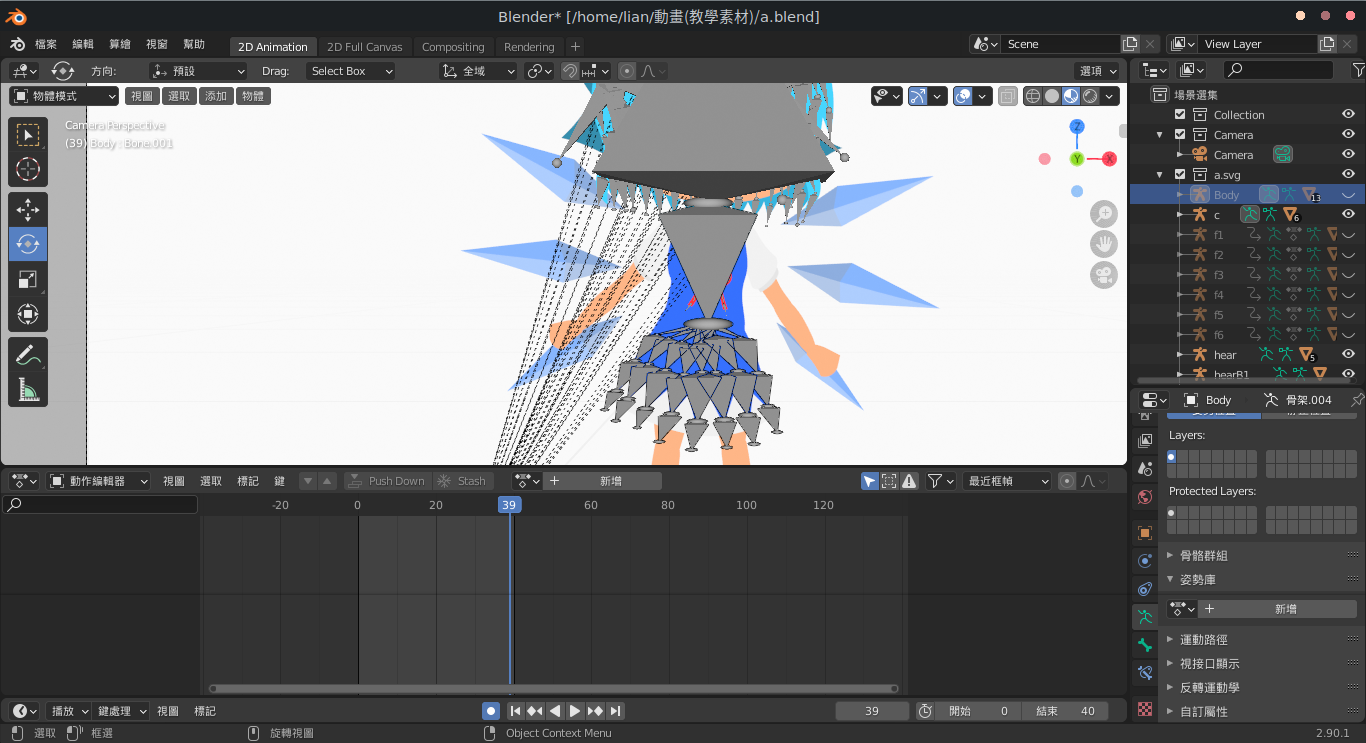 Blender* [/home/lian/動畫(教學素材)/a.blend]
檔案 編輯 算繪 視窗 幫助 2D Animation 2D Full Canvas Compositing Rendering + Scene View Layer
方向: 預設 Drag: Select Box 全域 選項
物體模式 視圖 選取 添加 物體
Camera Perspective
(39) Body : Bone.001
Z
Y
X
場景選集
Collection
Camera
Camera
a.svg
Body 13
c 6
f1
f2
f3
f4
f5
f6
hear 5
hearB1
Body 骨架.004
Layers:
Protected Layers:
骨骼群組
姿勢庫
+ 新增
運動路徑
視接口顯示
反轉運動學
自訂屬性
動作編輯器 視圖 選取 標記 鍵 Push Down Stash + 新增 最近框幀
-20 0 20 39 60 80 100 120
播放 鍵處理 視圖 標記 39 開始 0 結束 40
選取 框選 旋轉視圖 Object Context Menu 2.90.1